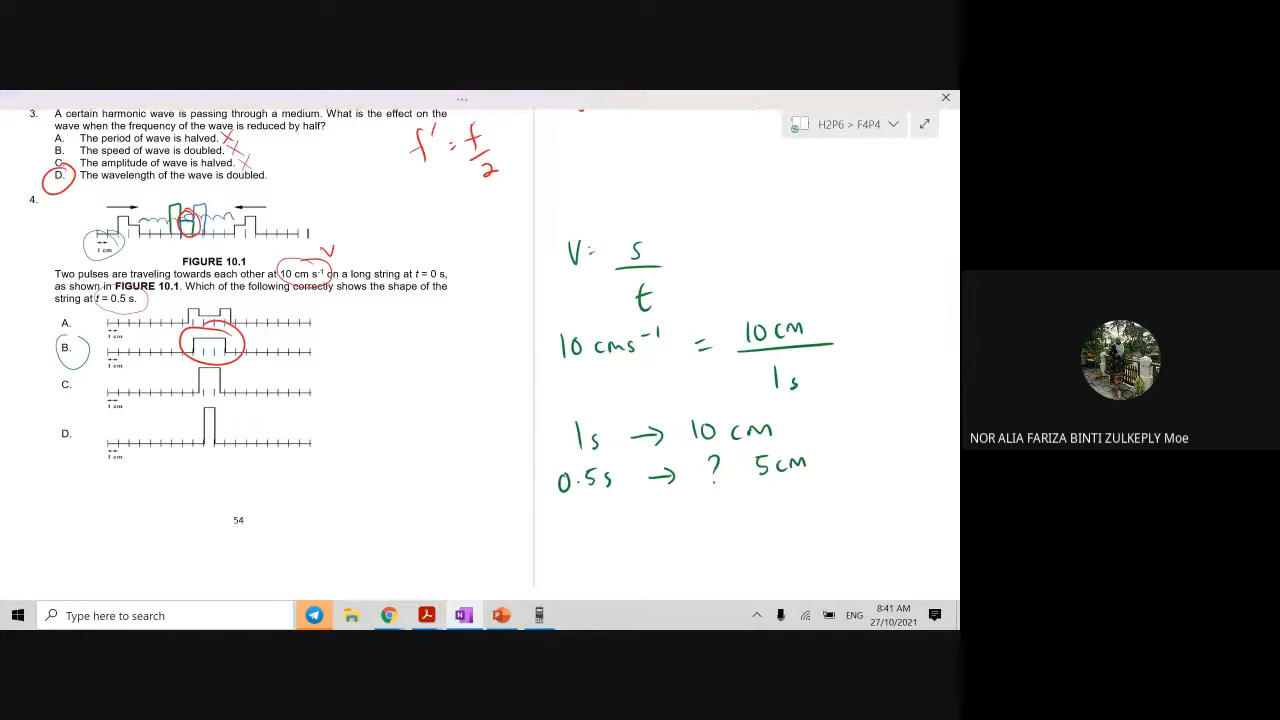 3. A certain harmonic wave is passing through a medium. What is the effect on the
wave when the frequency of the wave is reduced by half?
A. The period of wave is halved.
B. The speed of wave is doubled.
C. The amplitude of wave is halved.
D. The wavelength of the wave is doubled.
f' = f/2
4.
1 cm
FIGURE 10.1
v
Two pulses are traveling towards each other at 10 cm s⁻¹ on a long string at t = 0 s,
as shown in FIGURE 10.1. Which of the following correctly shows the shape of the
string at t = 0.5 s.
A.
1 cm
B.
1 cm
C.
1 cm
D.
1 cm
54
H2P6 > F4P4
V = s/t
10 cms⁻¹ = 10 cm/1s
1s → 10 cm
0.5s → ? 5cm
NOR ALIA FARIZA BINTI ZULKEPLY Moe
Type here to search
ENG
8:41 AM
27/10/2021